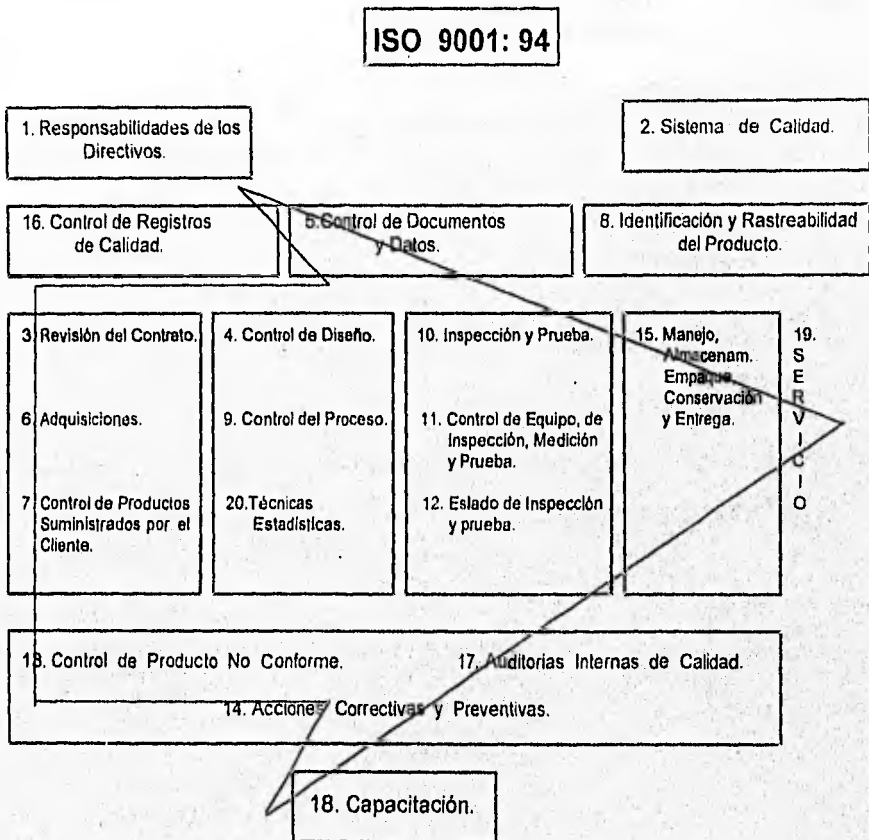 ISO 9001: 94
1. Responsabilidades de los
Directivos.
2. Sistema de Calidad.
16. Control de Registros
de Calidad.
5.Control de Documentos
y Datos.
8. Identificación y Rastreabilidad
del Producto.
3. Revisión del Contrato.
6. Adquisiciones.
7. Control de Productos
Suministrados por el
Cliente.
4. Control de Diseño.
9. Control del Proceso.
20.Técnicas
Estadísticas.
10. Inspección y Prueba.
11. Control de Equipo, de
Inspección, Medición
y Prueba.
12. Estado de Inspección
y prueba.
15. Manejo,
Almacenam.
Empaque,
Conservación
y Entrega.
19.
S
E
R
V
I
C
I
O
13. Control de Producto No Conforme.
17. Auditorias Internas de Calidad.
14. Acciones Correctivas y Preventivas.
18. Capacitación.